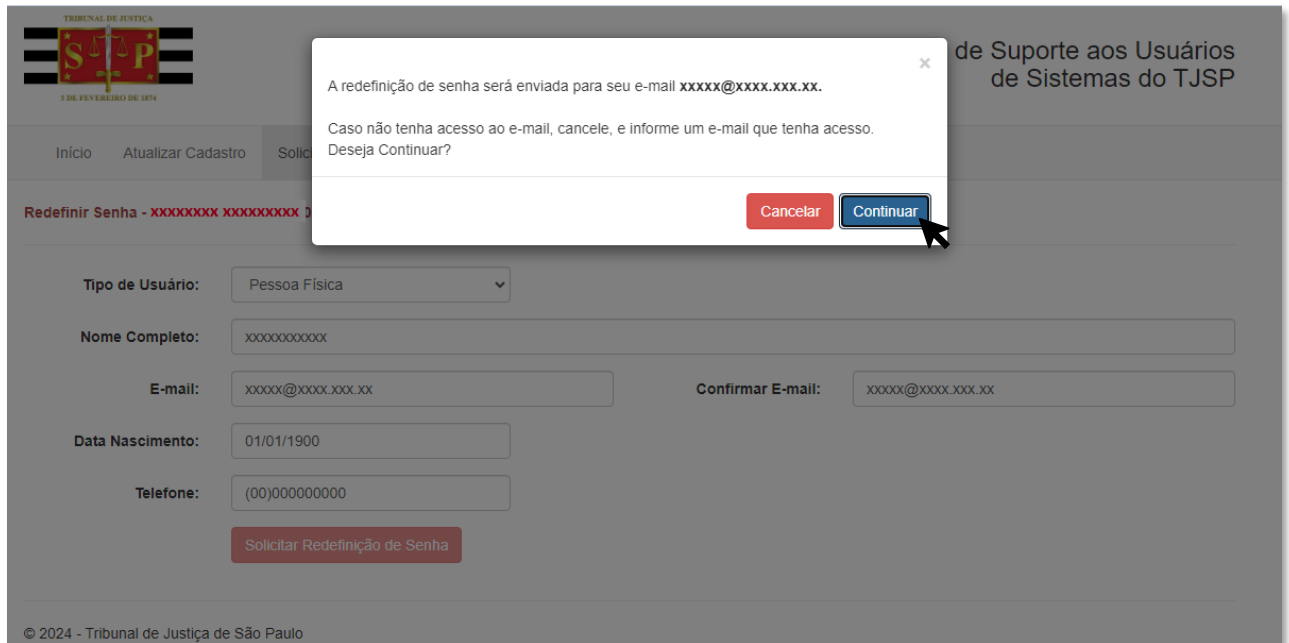 TRIBUNAL DE JUSTIÇA
S P
3 DE FEVEREIRO DE 1874
de Suporte aos Usuários
de Sistemas do TJSP
×
A redefinição de senha será enviada para seu e-mail xxxxx@xxxx.xxx.xx.
Caso não tenha acesso ao e-mail, cancele, e informe um e-mail que tenha acesso.
Deseja Continuar?
Cancelar Continuar
Início Atualizar Cadastro Solic
Redefinir Senha - xxxxxxxx xxxxxxxxx
Tipo de Usuário: Pessoa Física
Nome Completo: xxxxxxxxxxx
E-mail: xxxxx@xxxx.xxx.xx Confirmar E-mail: xxxxx@xxxx.xxx.xx
Data Nascimento: 01/01/1900
Telefone: (00)000000000
Solicitar Redefinição de Senha
© 2024 - Tribunal de Justiça de São Paulo